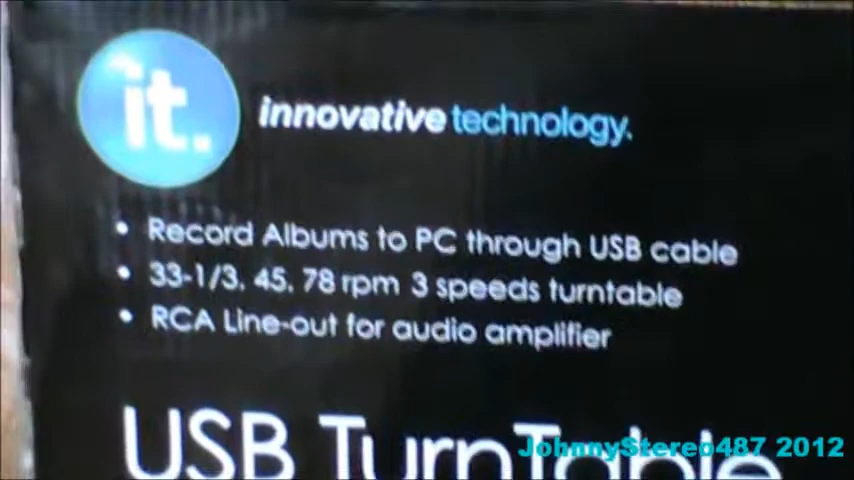 it.
innovative technology.
• Record Albums to PC through USB cable
• 33-1/3, 45, 78 rpm 3 speeds turntable
• RCA Line-out for audio amplifier
USB TurnTable
JohnnyStereo487 2012